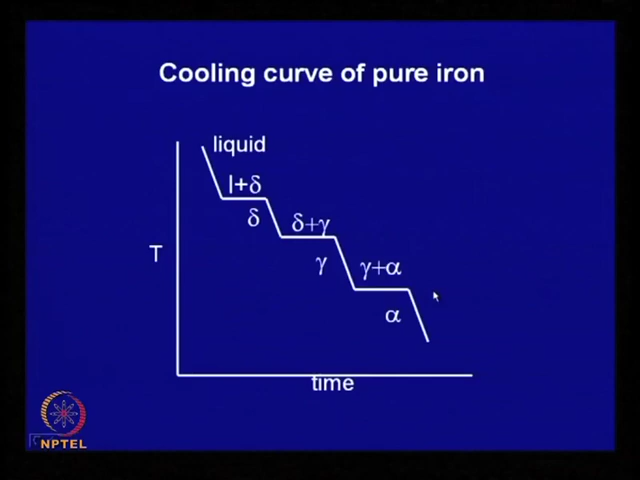 Cooling curve of pure iron
liquid
l+δ
δ
δ+γ
T
γ
γ+α
α
time
NPTEL